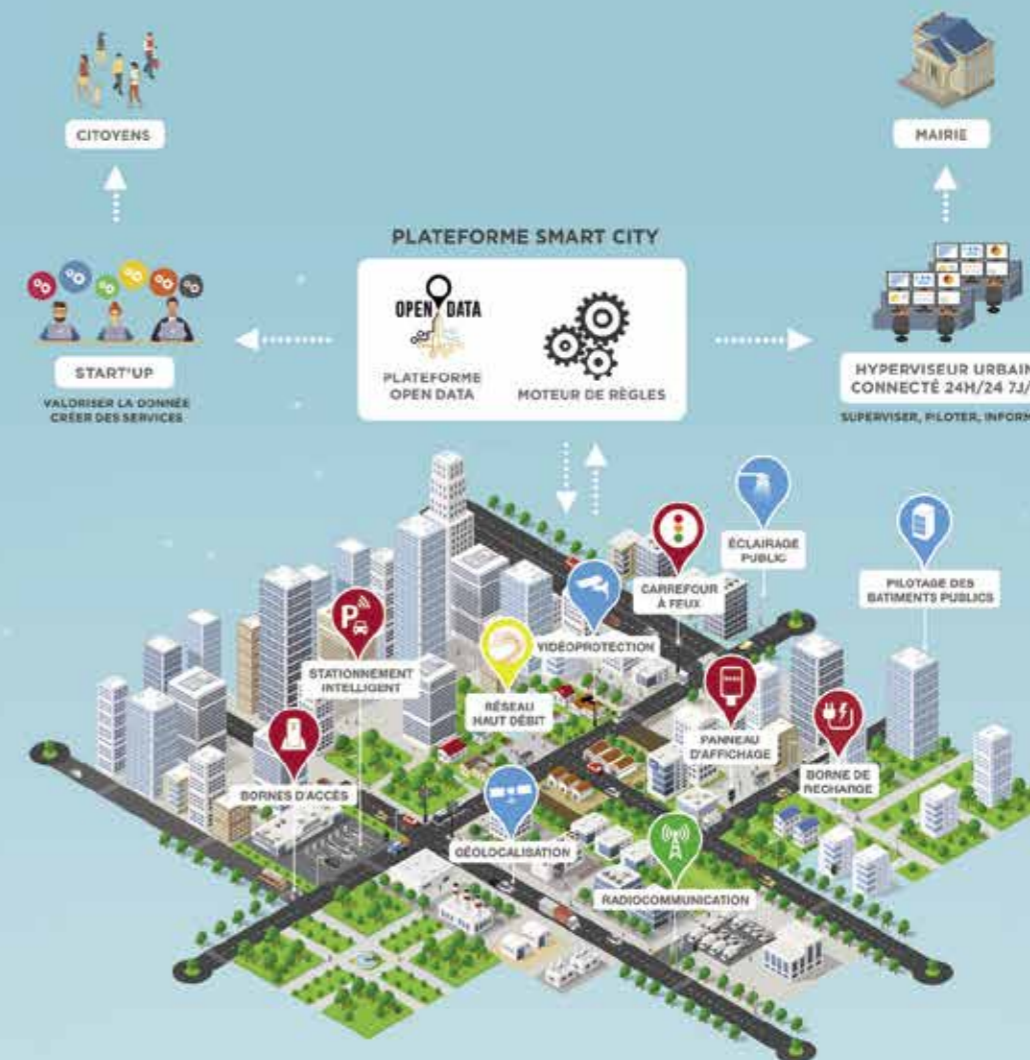 CITOYENS
MAIRIE
PLATEFORME SMART CITY
OPEN DATA
PLATEFORME
OPEN DATA
MOTEUR DE RÈGLES
START'UP
VALORISER LA DONNÉE
CRÉER DES SERVICES
HYPERVISEUR URBAIN
CONNECTÉ 24H/24 7J/
SUPERVISER, PILOTER, INFORM
ÉCLAIRAGE
PUBLIC
CARREFOUR
À FEUX
PILOTAGE DES
BATIMENTS PUBLICS
VIDÉOPROTECTION
P
STATIONNEMENT
INTELLIGENT
RÉSEAU
HAUT DÉBIT
PANNEAU
D'AFFICHAGE
BORNE DE
RECHARGE
BORNES D'ACCÈS
GÉOLOCALISATION
RADIOCOMMUNICATION